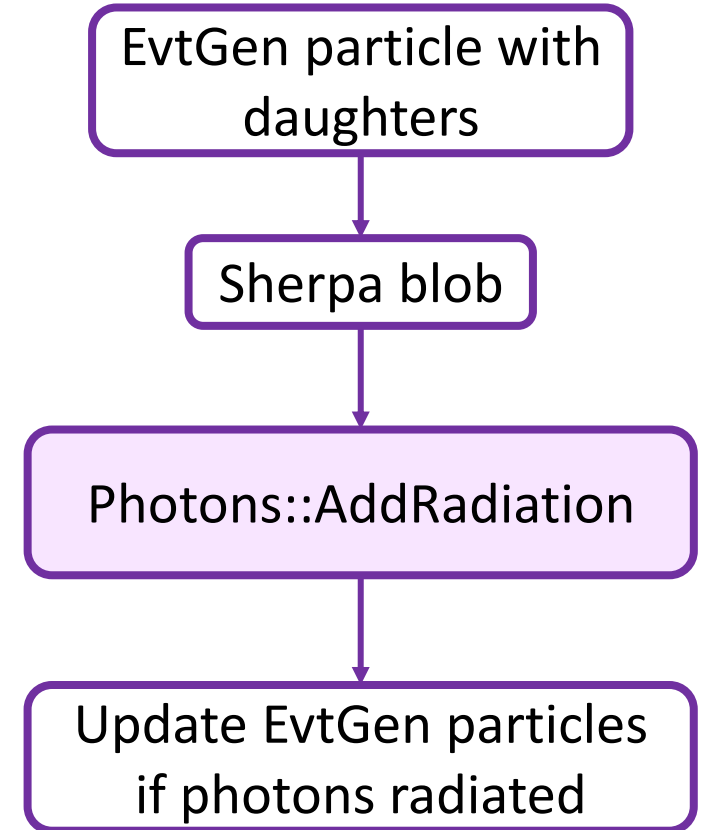 EvtGen particle with
daughters
Sherpa blob
Photons::AddRadiation
Update EvtGen particles
if photons radiated